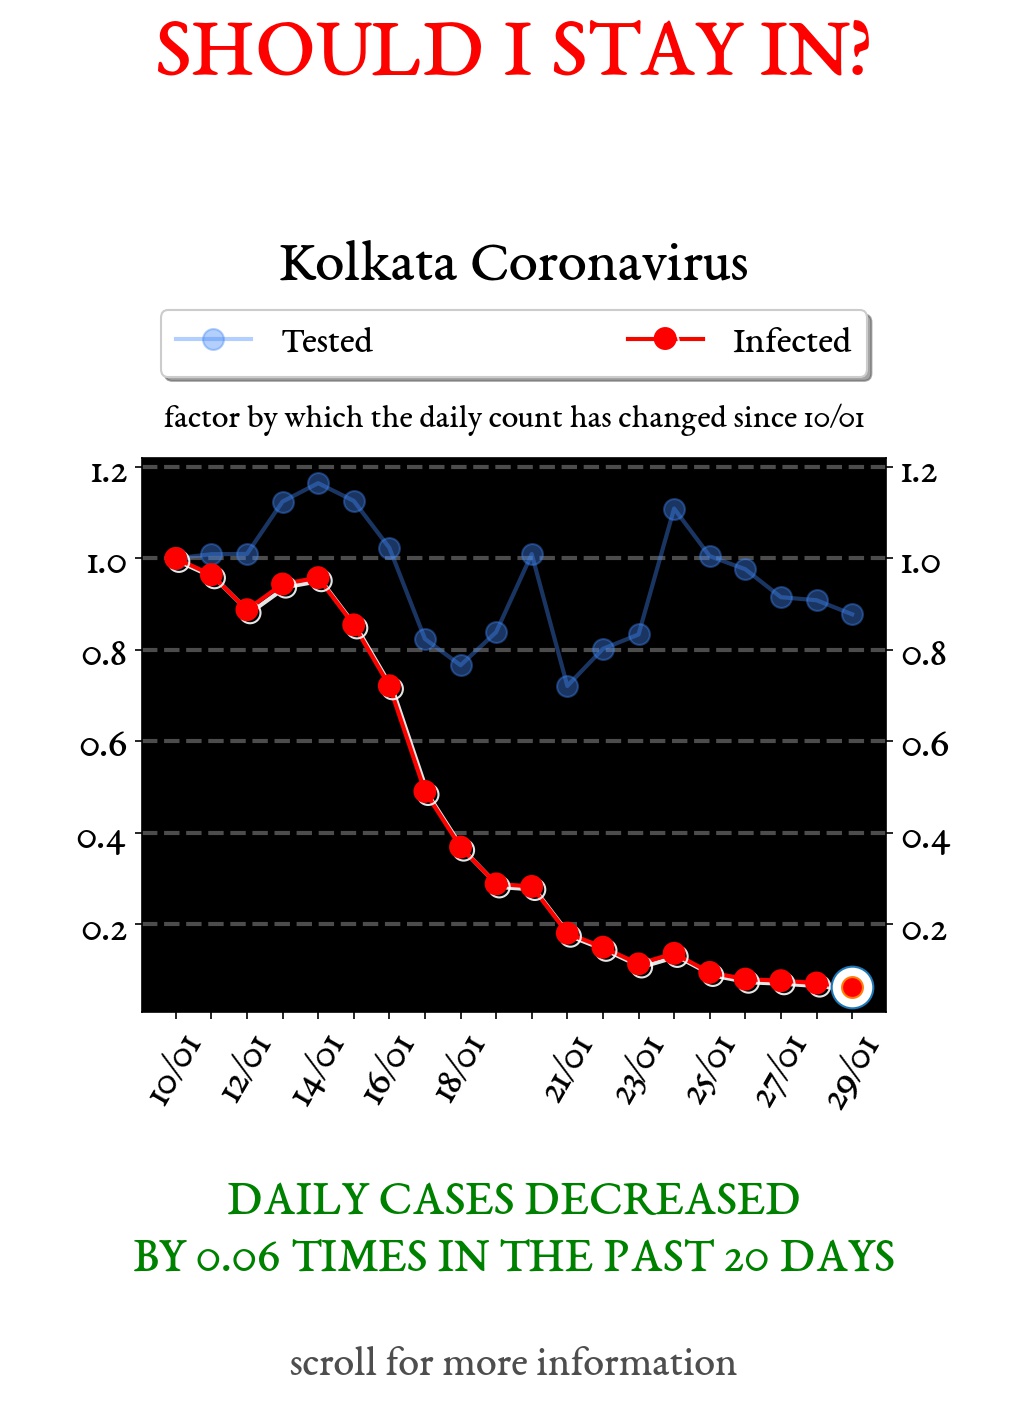 SHOULD I STAY IN?
Kolkata Coronavirus
Tested Infected
factor by which the daily count has changed since 10/01
1.2 1.2
1.0 1.0
0.8 0.8
0.6 0.6
0.4 0.4
0.2 0.2
10/01 12/01 14/01 16/01 18/01 21/01 23/01 25/01 27/01 29/01
DAILY CASES DECREASED
BY 0.06 TIMES IN THE PAST 20 DAYS
scroll for more information